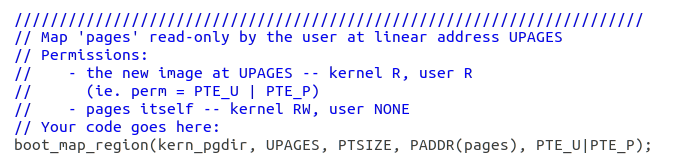 //////////////////////////////////////////////////////////////////////
// Map 'pages' read-only by the user at linear address UPAGES
// Permissions:
//    - the new image at UPAGES -- kernel R, user R
//      (ie. perm = PTE_U | PTE_P)
//    - pages itself -- kernel RW, user NONE
// Your code goes here:
boot_map_region(kern_pgdir, UPAGES, PTSIZE, PADDR(pages), PTE_U|PTE_P);